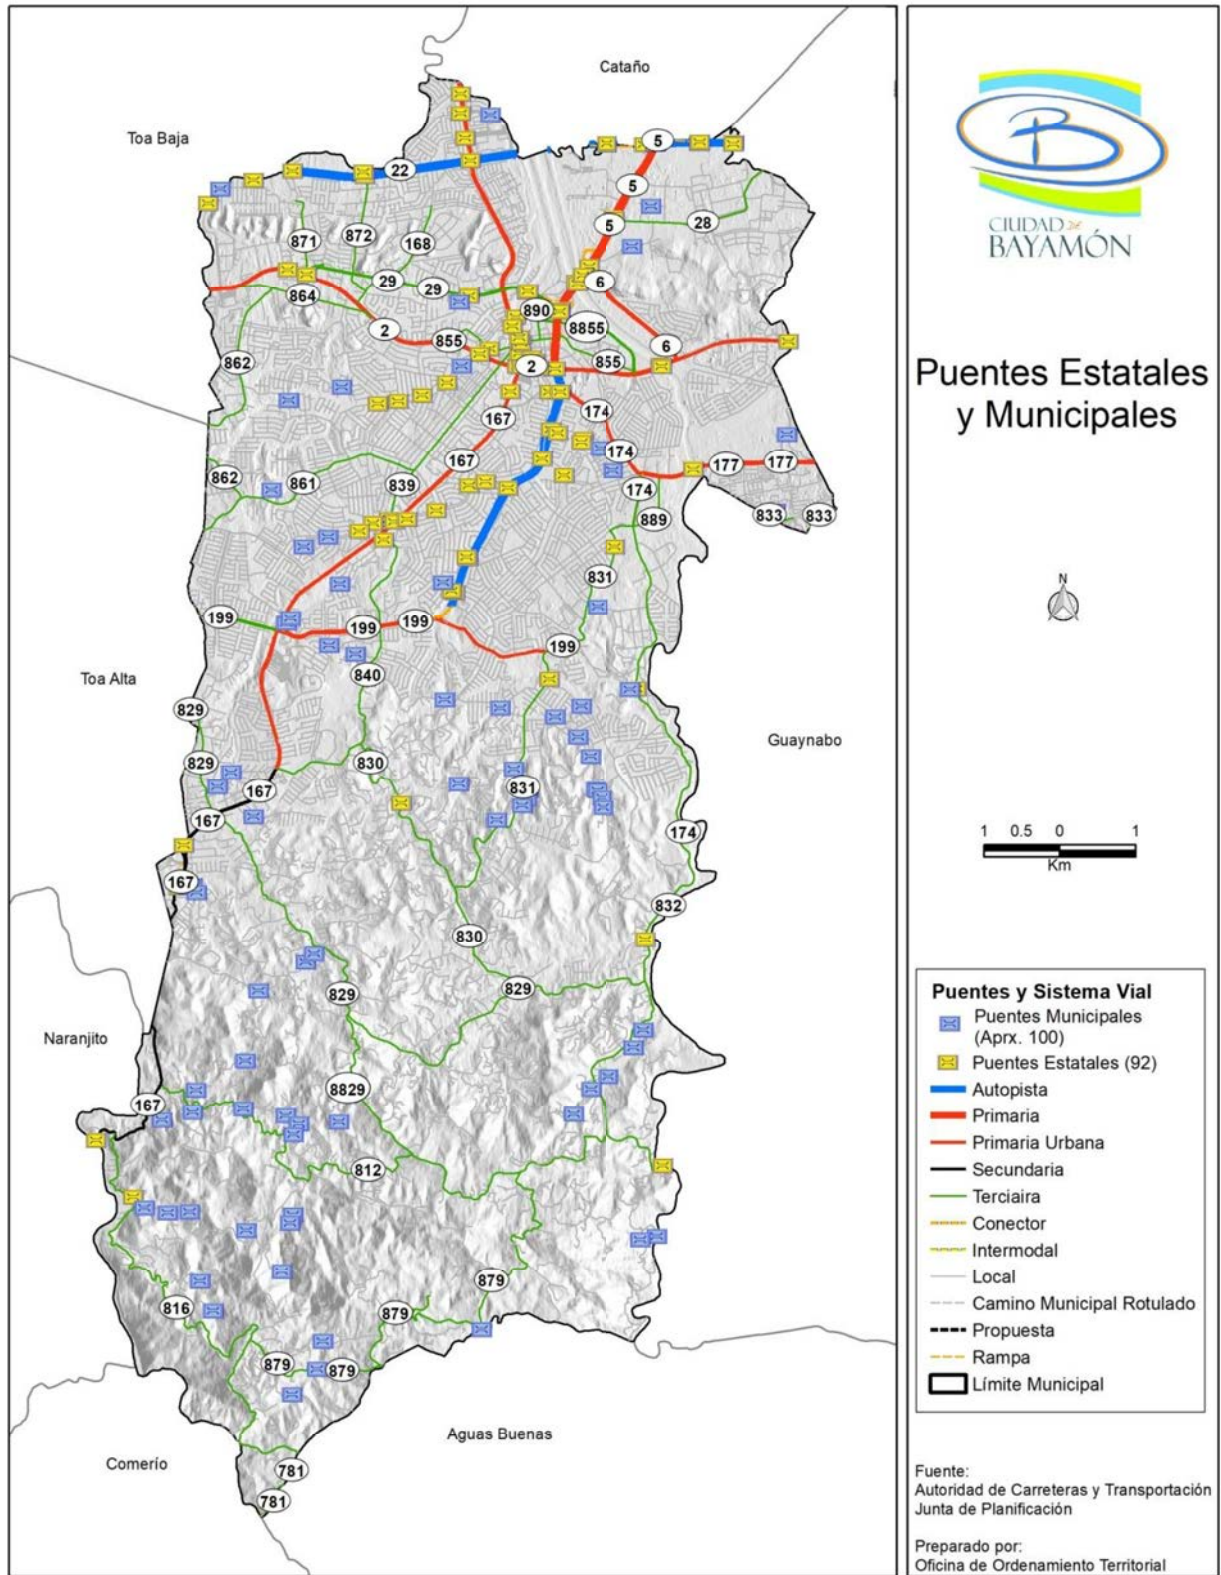 Cataño
Toa Baja
5
22
5
5
28
871
872
168
29
29
6
864
890
2
8855
855
6
855
862
2
174
167
174
167
177
177
862
861
839
174
833
833
889
831
199
199
199
199
Toa Alta
840
829
Guaynabo
829
830
831
167
167
174
167
832
830
829
829
Naranjito
8829
167
812
879
816
879
879
879
Aguas Buenas
Comerío
781
781
CIUDAD DE
BAYAMÓN
Puentes Estatales
y Municipales
N
1 0.5 0 1
Km
Puentes y Sistema Vial
Puentes Municipales
(Aprx. 100)
Puentes Estatales (92)
Autopista
Primaria
Primaria Urbana
Secundaria
Terciaira
Conector
Intermodal
Local
Camino Municipal Rotulado
Propuesta
Rampa
Límite Municipal
Fuente:
Autoridad de Carreteras y Transportación
Junta de Planificación
Preparado por:
Oficina de Ordenamiento Territorial